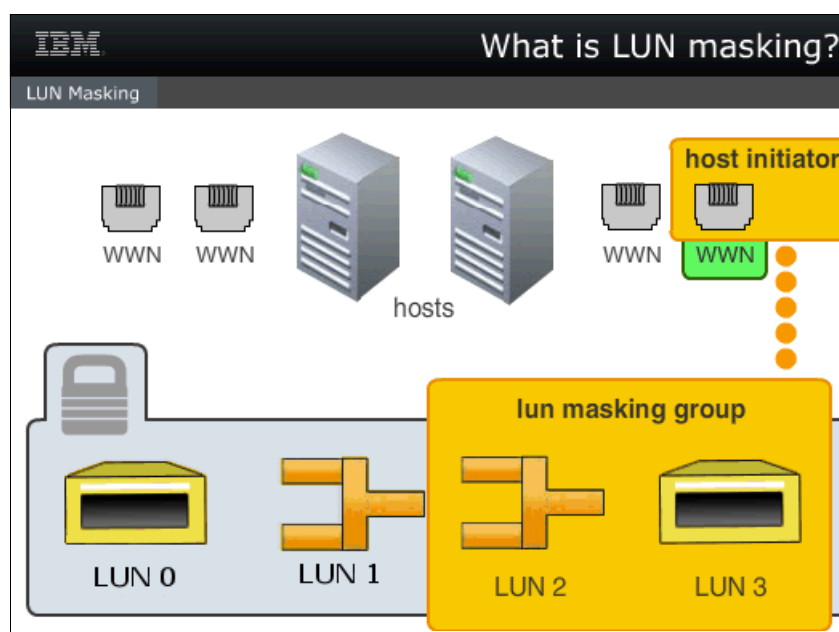 IBM
What is LUN masking?
LUN Masking
host initiator
WWN WWN WWN WWN
hosts
lun masking group
LUN 0 LUN 1 LUN 2 LUN 3